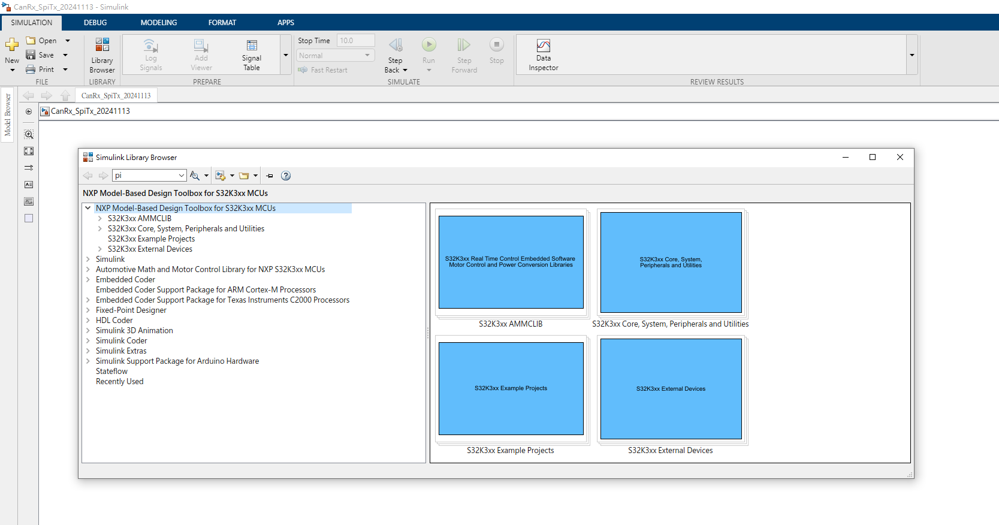 CanRx_SpiTx_20241113 - Simulink
SIMULATION DEBUG MODELING FORMAT APPS
New
Open
Save
Print
FILE
Library
Browser
LIBRARY
Log
Signals
Add
Viewer
Signal
Table
PREPARE
Stop Time 10.0
Normal
Fast Restart
Step
Back
Run
Step
Forward
Stop
SIMULATE
Data
Inspector
REVIEW RESULTS
Model Browser
CanRx_SpiTx_20241113
CanRx_SpiTx_20241113
Simulink Library Browser
pi
NXP Model-Based Design Toolbox for S32K3xx MCUs
NXP Model-Based Design Toolbox for S32K3xx MCUs
S32K3xx AMMCLIB
S32K3xx Core, System, Peripherals and Utilities
S32K3xx Example Projects
S32K3xx External Devices
Simulink
Automotive Math and Motor Control Library for NXP S32K3xx MCUs
Embedded Coder
Embedded Coder Support Package for ARM Cortex-M Processors
Embedded Coder Support Package for Texas Instruments C2000 Processors
Fixed-Point Designer
HDL Coder
Simulink 3D Animation
Simulink Coder
Simulink Extras
Simulink Support Package for Arduino Hardware
Stateflow
Recently Used
S32K3xx Real Time Control Embedded Software
Motor Control and Power Conversion Libraries
S32K3xx AMMCLIB
S32K3xx Core, System,
Peripherals and Utilities
S32K3xx Core, System, Peripherals and Utilities
S32K3xx Example Projects
S32K3xx Example Projects
S32K3xx External Devices
S32K3xx External Devices